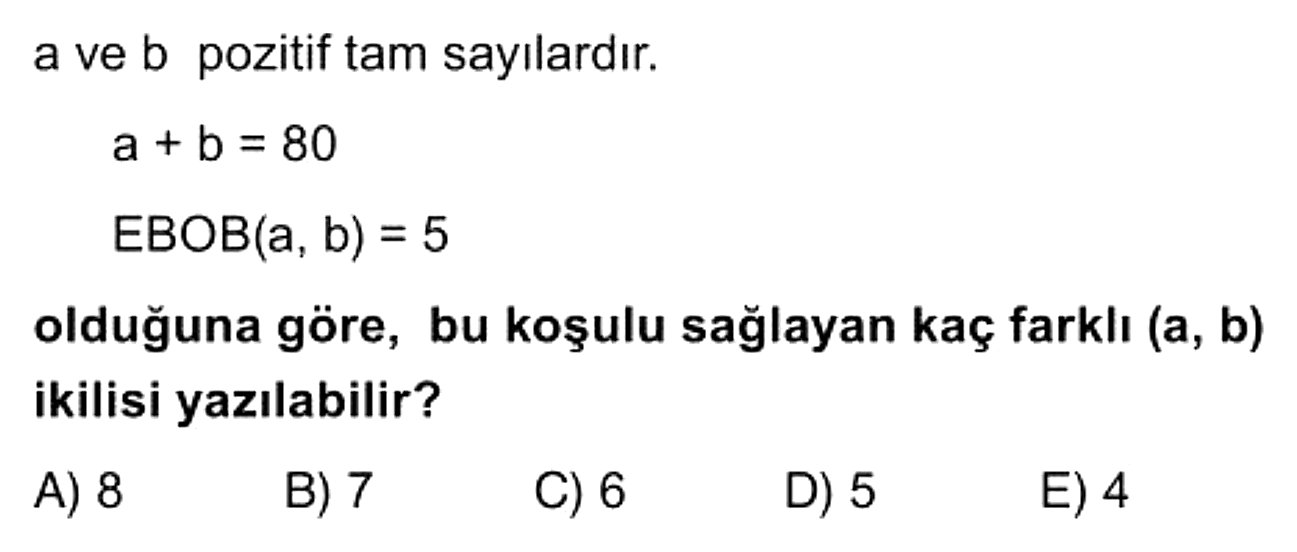 a ve b pozitif tam sayılardır.
a + b = 80
EBOB(a, b) = 5
olduğuna göre, bu koşulu sağlayan kaç farklı (a, b)
ikilisi yazılabilir?
A) 8 B) 7 C) 6 D) 5 E) 4